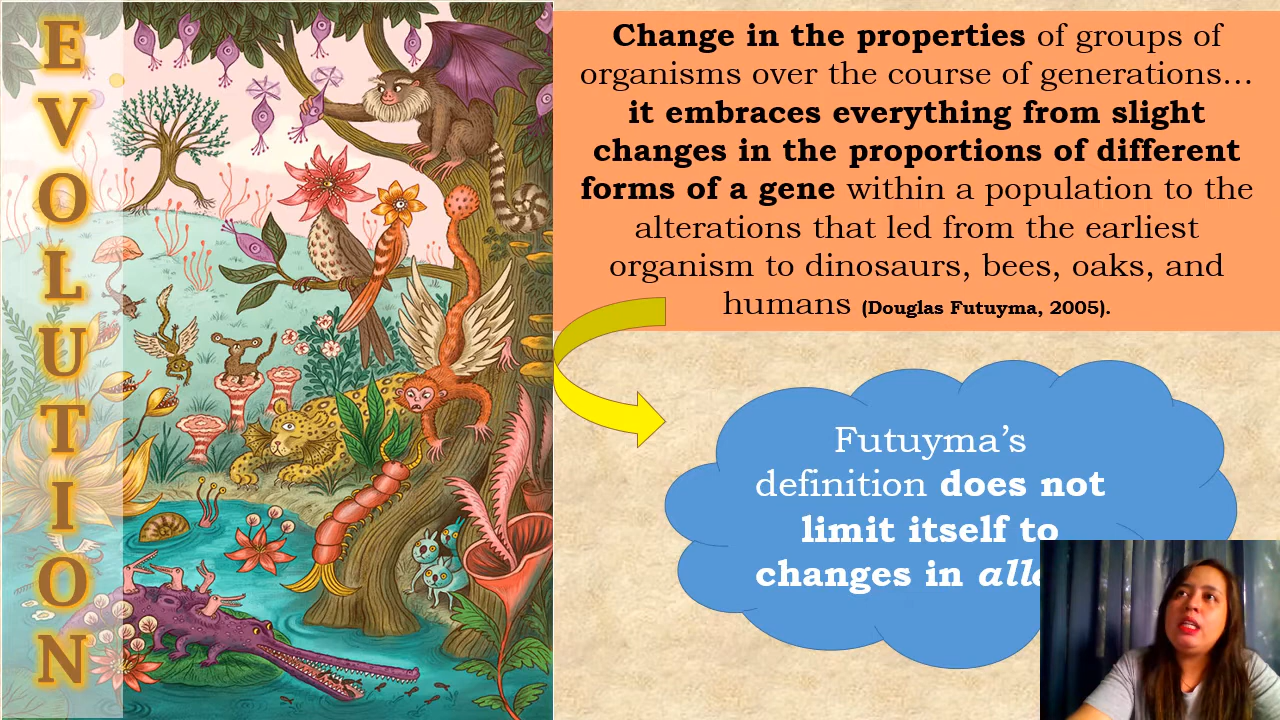 EVOLUTION
Change in the properties of groups of
organisms over the course of generations…
it embraces everything from slight
changes in the proportions of different
forms of a gene within a population to the
alterations that led from the earliest
organism to dinosaurs, bees, oaks, and
humans (Douglas Futuyma, 2005).
Futuyma’s
definition does not
limit itself to
changes in